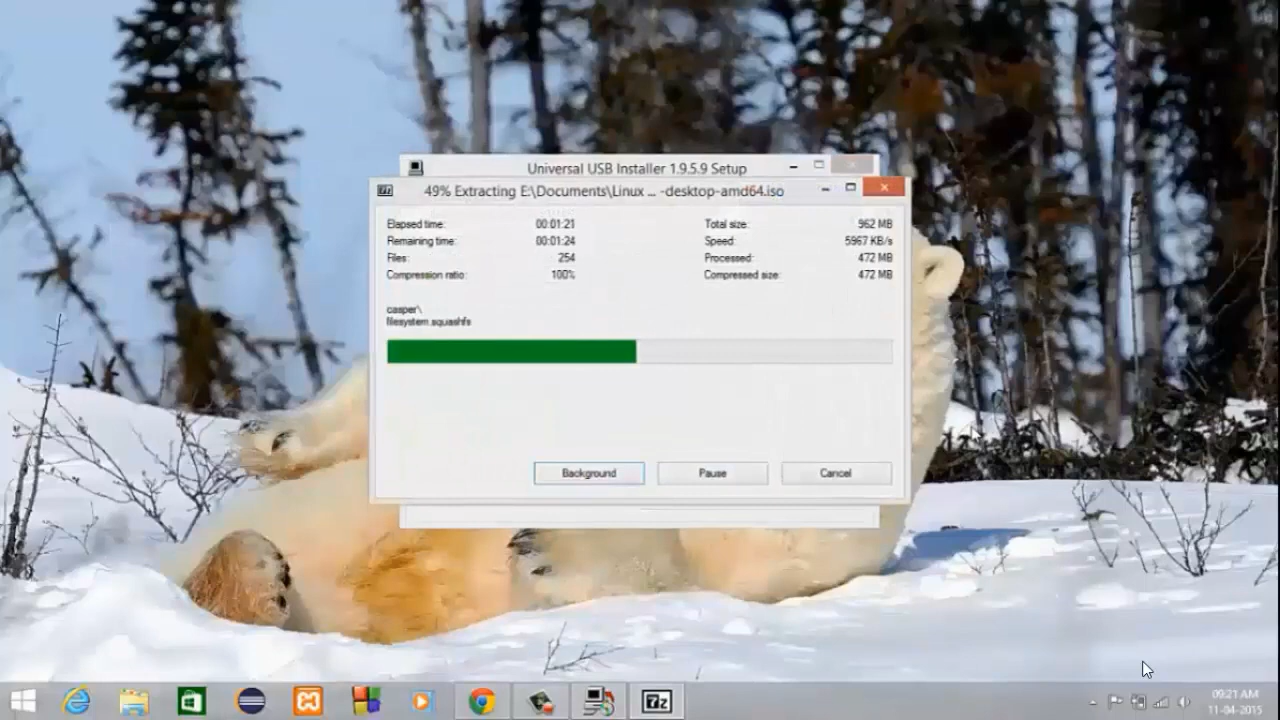 Universal USB Installer 1.9.5.9 Setup
49% Extracting E:\Documents\Linux ... -desktop-amd64.iso
Elapsed time: 00:01:21 Total size: 962 MB
Remaining time: 00:01:24 Speed: 5967 KB/s
Files: 254 Processed: 472 MB
Compression ratio: 100% Compressed size: 472 MB
casper\
filesystem.squashfs
Background Pause Cancel
7z
09:21 AM
11-04-2015